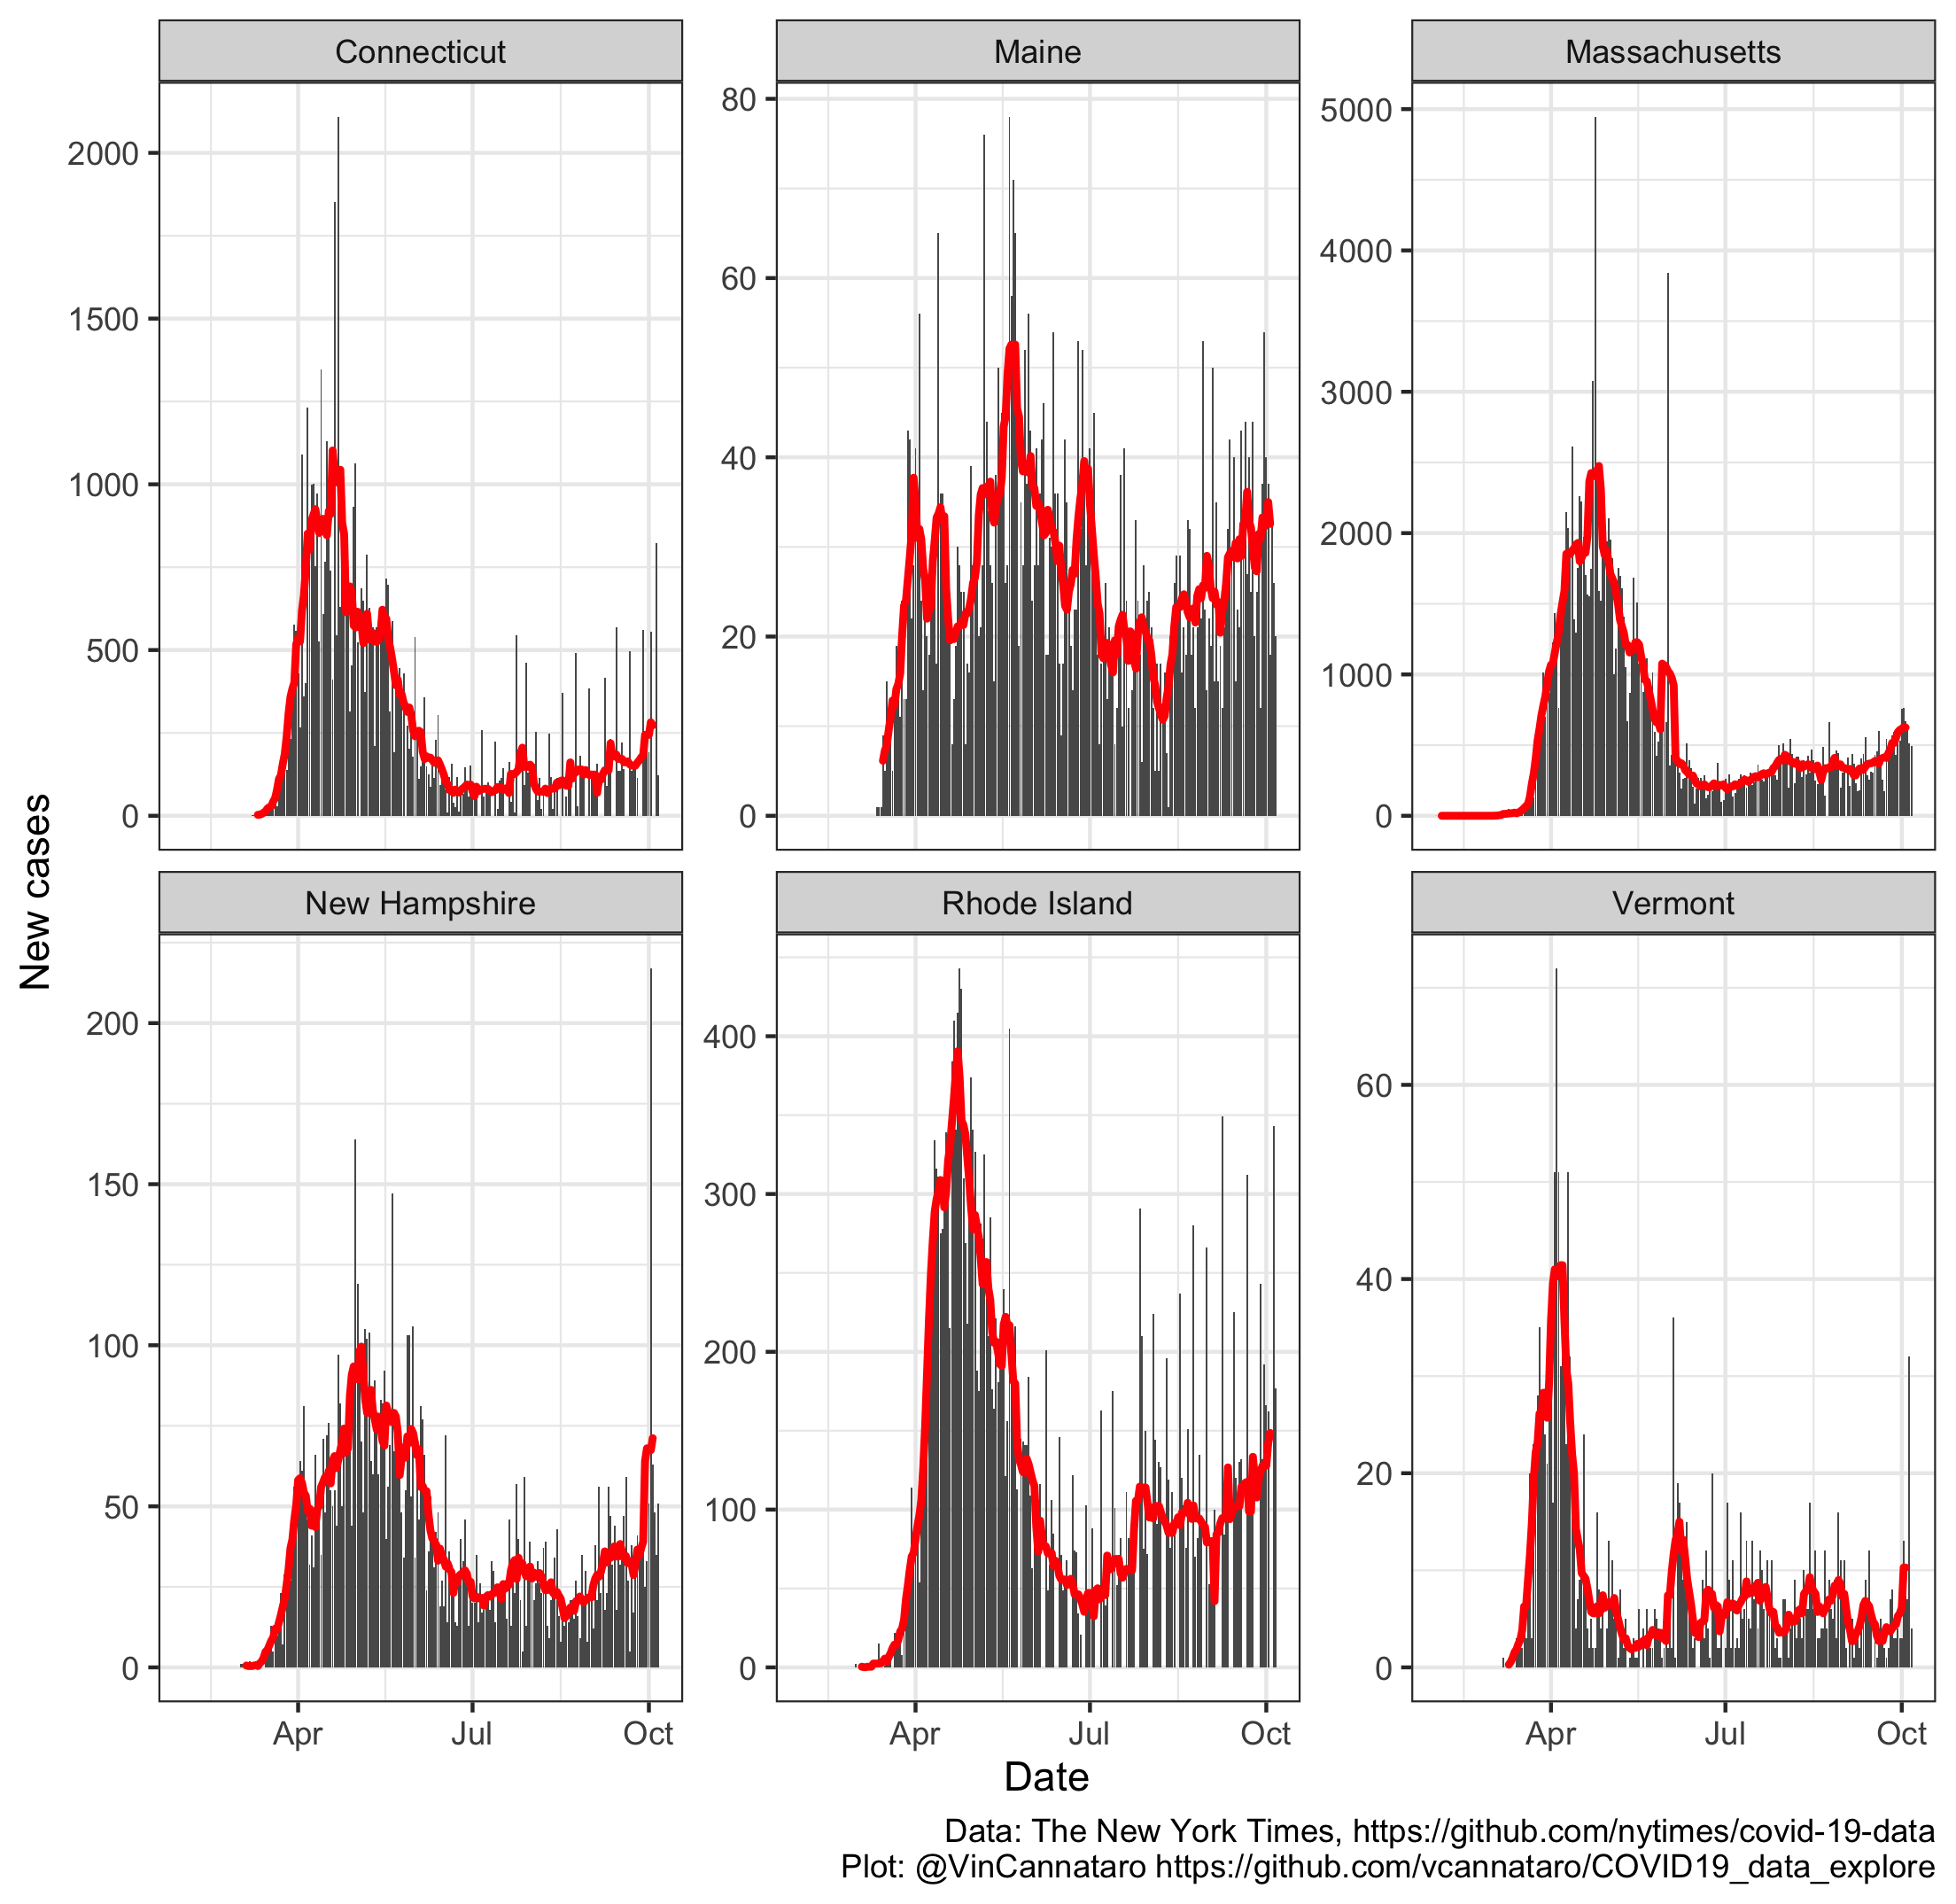 Connecticut
Maine
Massachusetts
2000
1500
1000
500
0
80
60
40
20
0
5000
4000
3000
2000
1000
0
New cases
New Hampshire
Rhode Island
Vermont
200
150
100
50
0
400
300
200
100
0
60
40
20
0
Apr Jul Oct
Apr Jul Oct
Apr Jul Oct
Date
Data: The New York Times, https://github.com/nytimes/covid-19-data
Plot: @VinCannataro https://github.com/vcannataro/COVID19_data_explore